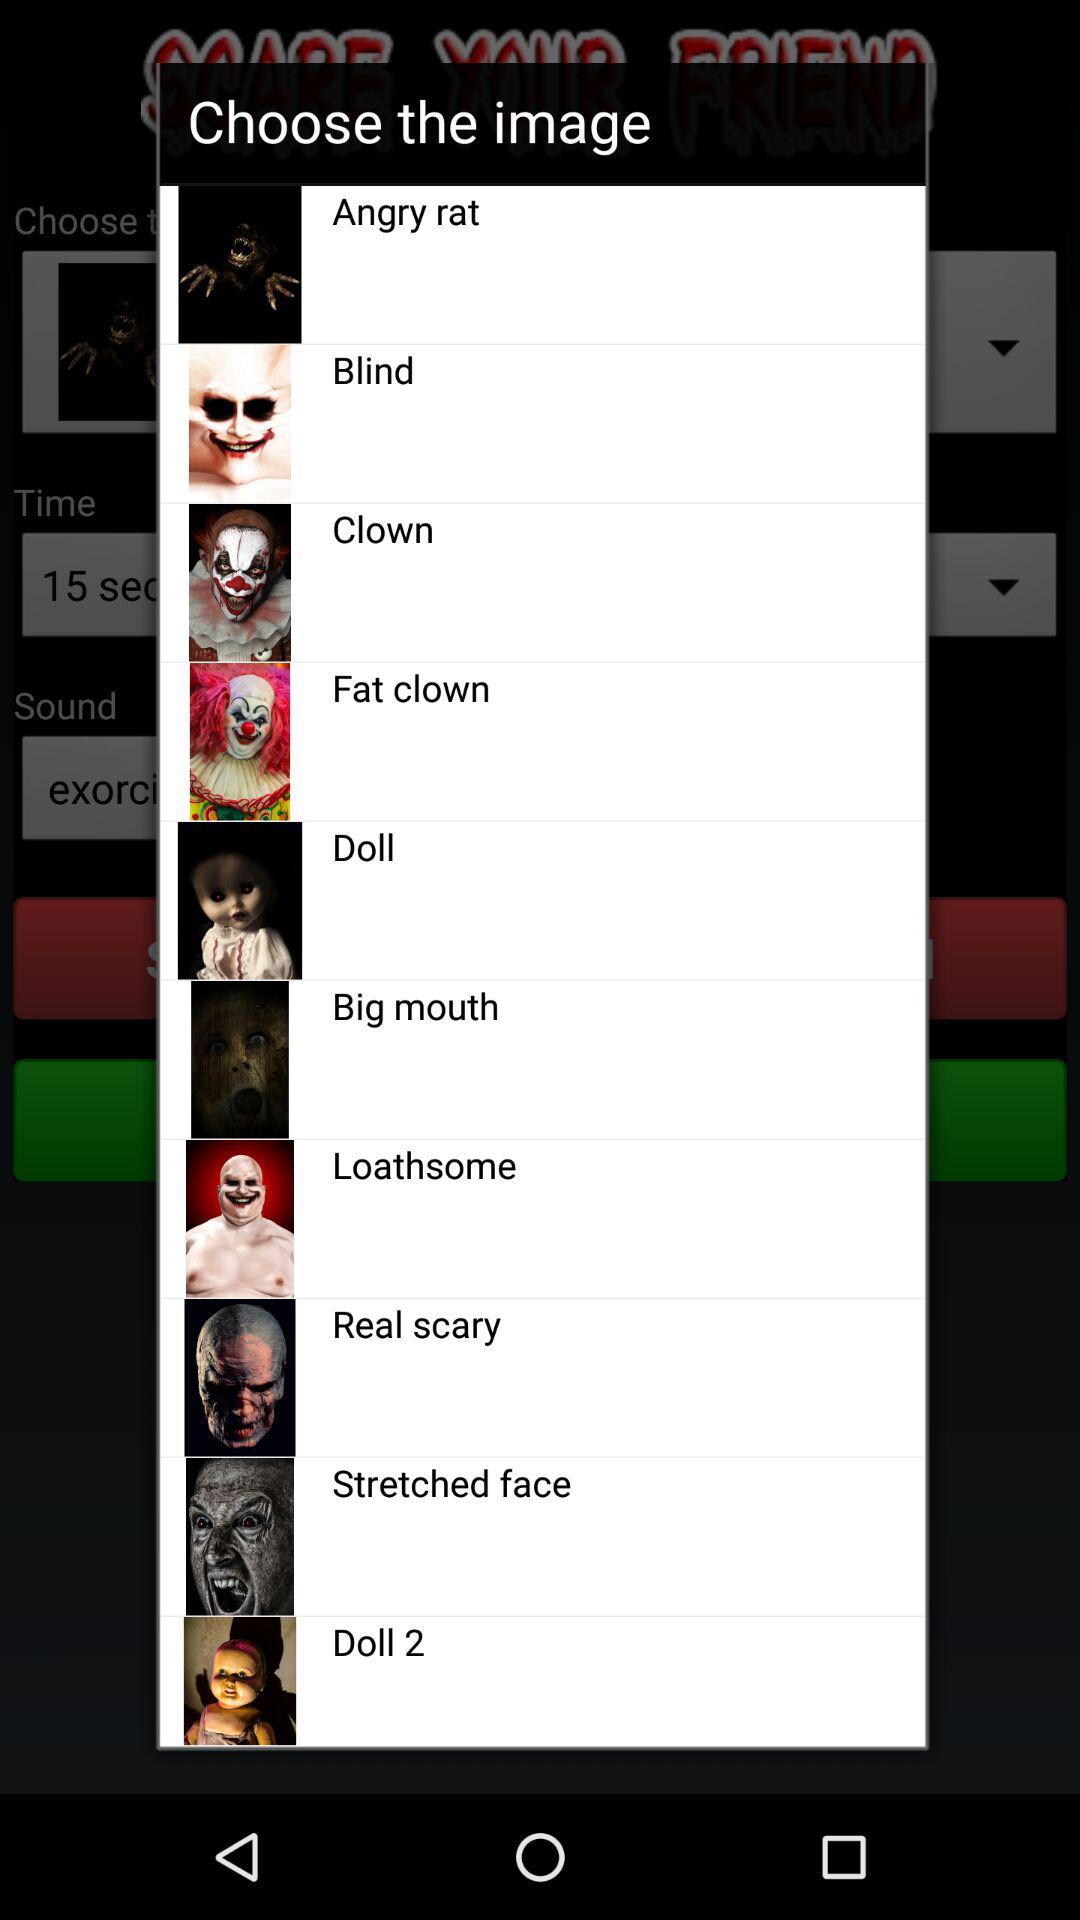 SCARE YOUR FRIEND
Choose the image
Choose t
Angry rat
Blind
Clown
Time
15 sec
Fat clown
Sound
exorci
Doll
S
Big mouth
Loathsome
Real scary
Stretched face
Doll 2